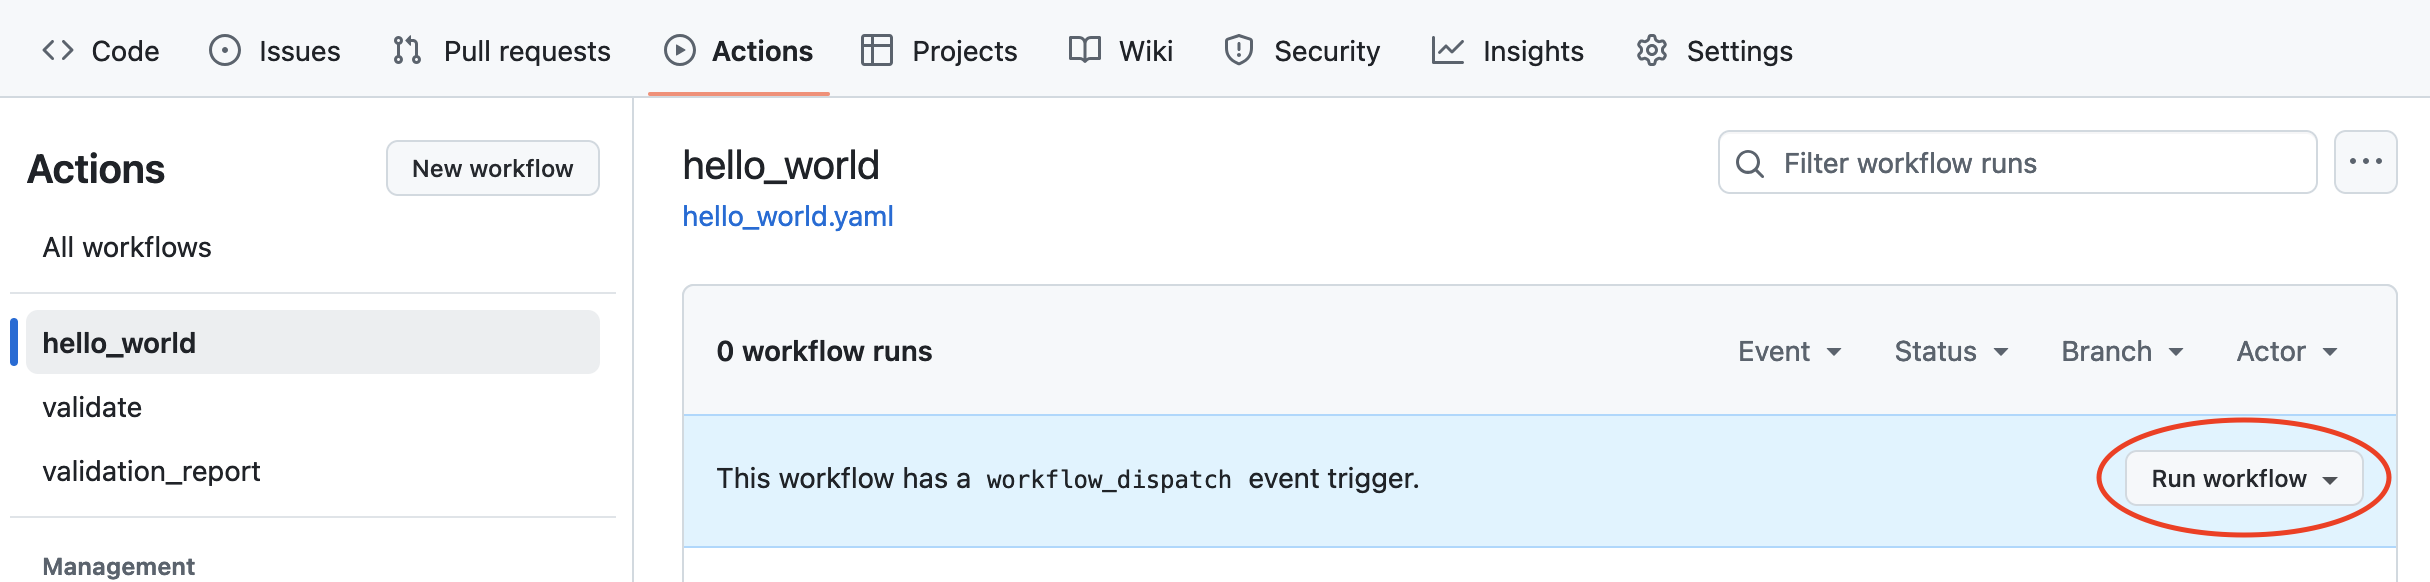 Code Issues Pull requests Actions Projects Wiki Security Insights Settings
Actions
New workflow
All workflows
hello_world
validate
validation_report
Management
hello_world
hello_world.yaml
Filter workflow runs
0 workflow runs
Event Status Branch Actor
This workflow has a workflow_dispatch event trigger.
Run workflow